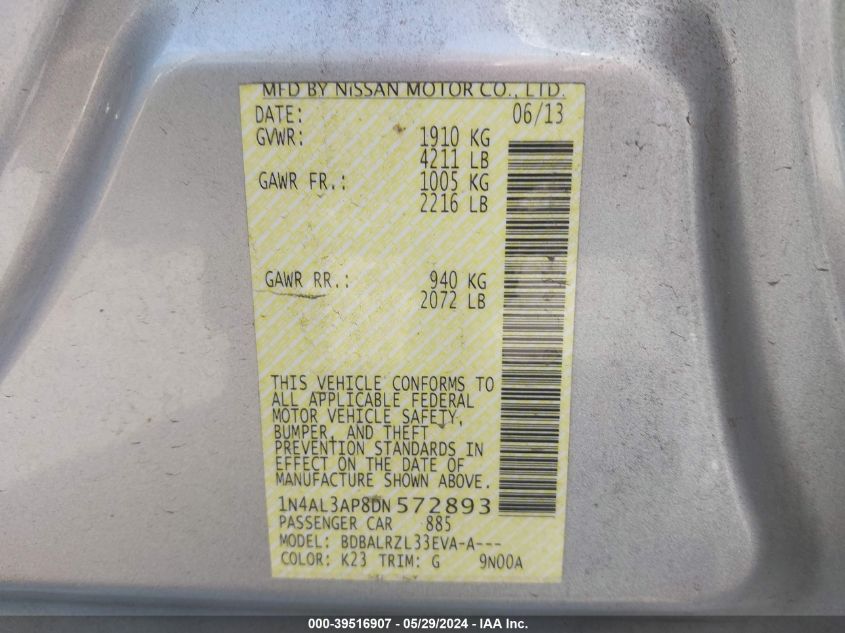 MFD BY NISSAN MOTOR CO., LTD.
DATE: 06/13
GVWR: 1910 KG
4211 LB
GAWR FR.: 1005 KG
2216 LB
GAWR RR.: 940 KG
2072 LB
THIS VEHICLE CONFORMS TO
ALL APPLICABLE FEDERAL
MOTOR VEHICLE SAFETY,
BUMPER, AND THEFT
PREVENTION STANDARDS IN
EFFECT ON THE DATE OF
MANUFACTURE SHOWN ABOVE.
1N4AL3AP8DN572893
PASSENGER CAR 885
MODEL: BDBALRZL33EVA-A---
COLOR: K23 TRIM: G 9N00A
000-39516907 - 05/29/2024 - IAAI Inc.